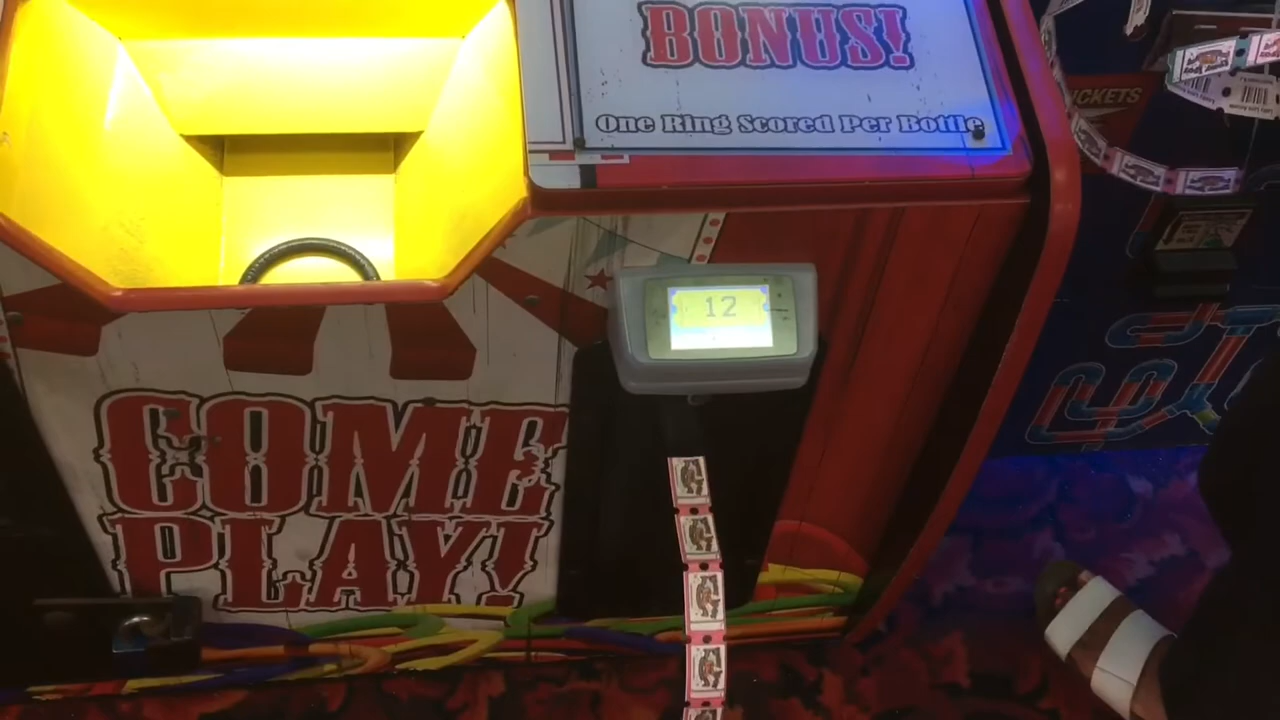 BONUS!
One Ring Scored Per Bottle
TICKETS
12
COME
PLAY!